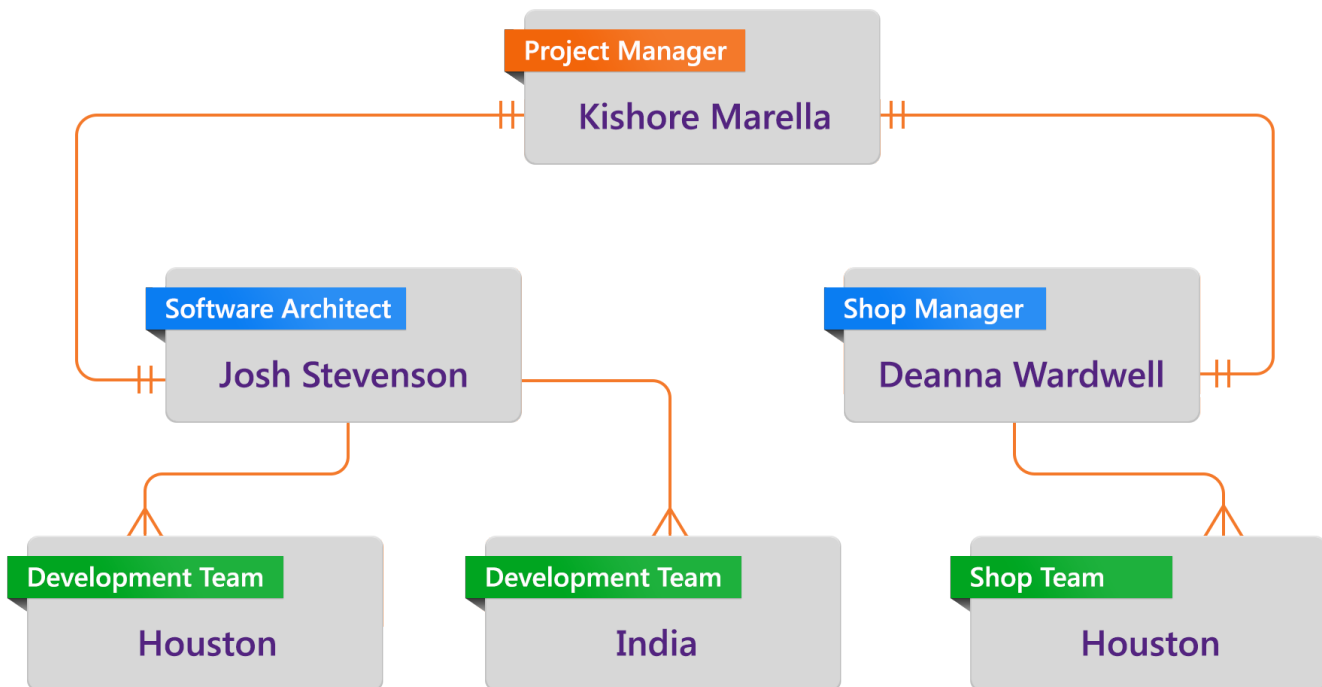 Project Manager
Kishore Marella
Software Architect
Josh Stevenson
Shop Manager
Deanna Wardwell
Development Team
Houston
Development Team
India
Shop Team
Houston